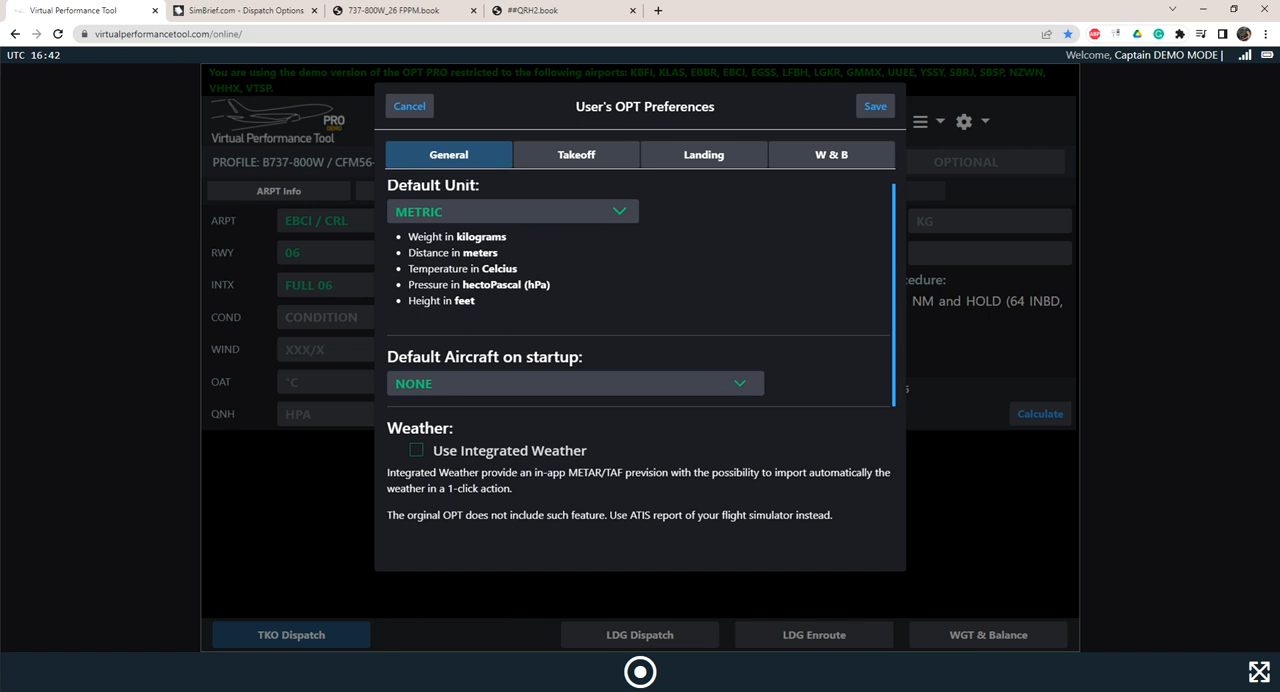 Virtual Performance Tool
SimBrief.com - Dispatch Options
737-800W_26 FPPM.book
##QRH2.book
virtualperformancetool.com/online/
UTC 16:42
Welcome, Captain DEMO MODE |
You are using the demo version of the OPT PRO restricted to the following airports: KBFI, KLAS, EBBR, EBCI, EGSS, LFBH, LGKR, GMMX, UUEE, YSSY, SBRJ, SBSP, NZWN,
VHHX, VTSP.
PRO
DEMO
Virtual Performance Tool
PROFILE: B737-800W / CFM56-
OPTIONAL
ARPT Info
ARPT
EBCI / CRL
KG
RWY
06
INTX
FULL 06
cedure:
NM and HOLD (64 INBD,
COND
CONDITION
WIND
XXX/X
OAT
°C
s
QNH
HPA
Calculate
Cancel
User's OPT Preferences
Save
General
Takeoff
Landing
W & B
Default Unit:
METRIC
• Weight in kilograms
• Distance in meters
• Temperature in Celcius
• Pressure in hectoPascal (hPa)
• Height in feet
Default Aircraft on startup:
NONE
Weather:
Use Integrated Weather
Integrated Weather provide an in-app METAR/TAF prevision with the possibility to import automatically the
weather in a 1-click action.
The orginal OPT does not include such feature. Use ATIS report of your flight simulator instead.
TKO Dispatch
LDG Dispatch
LDG Enroute
WGT & Balance